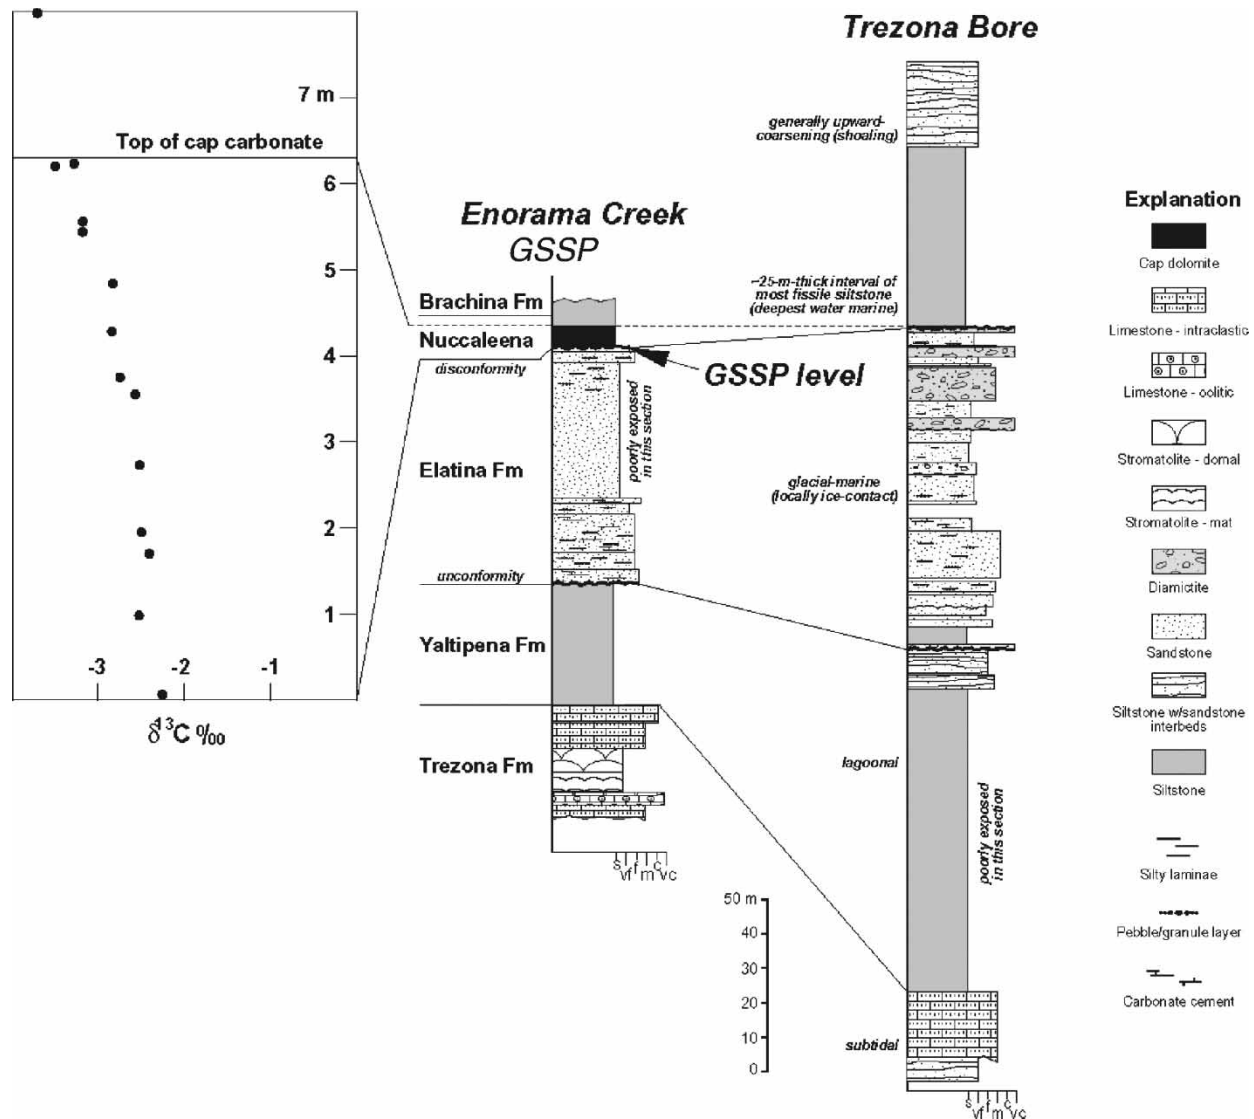 7 m
Top of cap carbonate
6
5
4
3
2
1
-3 -2 -1
δ13C ‰
Enorama Creek
GSSP
Brachina Fm
Nuccaleena
disconformity
GSSP level
Elatina Fm
poorly exposed
in this section
unconformity
Yaltipena Fm
Trezona Fm
s vf f m c vc
50 m
40
30
20
10
0
Trezona Bore
generally upward-
coarsening (shoaling)
~25-m-thick interval of
most fissile siltstone
(deepest water marine)
glacial-marine
(locally ice-contact)
lagoonal
poorly exposed
in this section
subtidal
s vf f m c vc
Explanation
Cap dolomite
Limestone - intraclastic
Limestone - oolitic
Stromatolite - domal
Stromatolite - mat
Diamictite
Sandstone
Siltstone w/sandstone
interbeds
Siltstone
Silty laminae
Pebble/granule layer
Carbonate cement